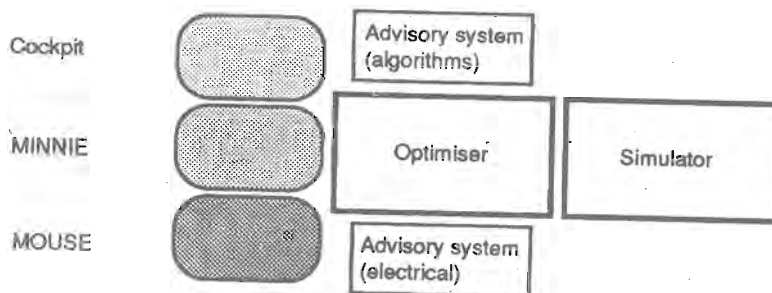 Cockpit
Advisory system
(algorithms)
MINNIE
Optimiser
Simulator
MOUSE
Advisory system
(electrical)